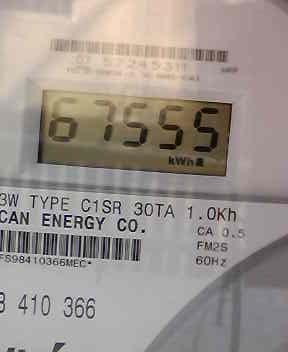 67555
kWh
3W TYPE C1SR 30TA 1.0Kh
CAN ENERGY CO.
CA 0.5
FM2S
60Hz
FS98410366MEC*
8 410 366